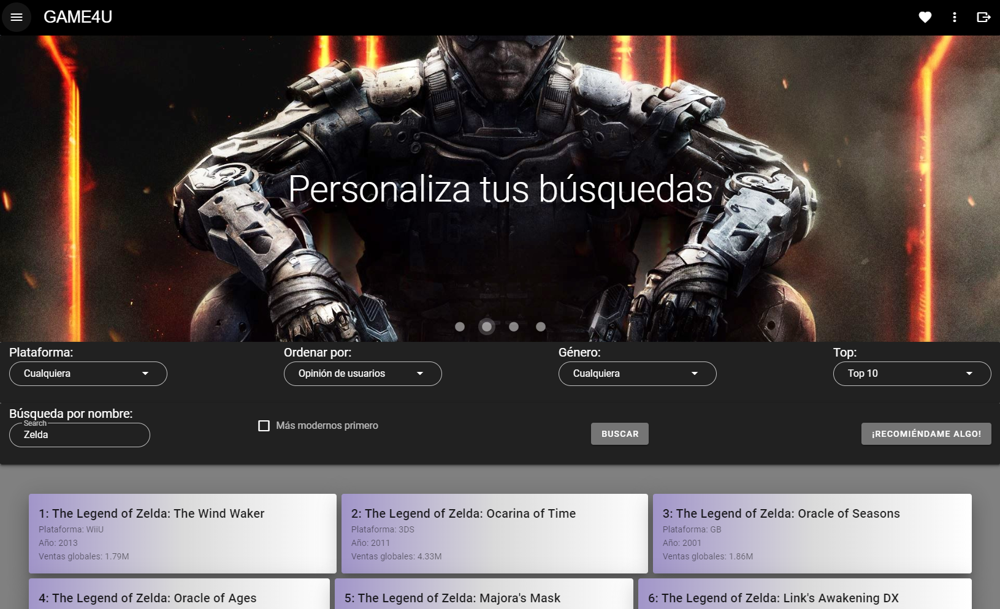 GAME4U
Personaliza tus búsquedas
Plataforma:
Cualquiera
Ordenar por:
Opinión de usuarios
Género:
Cualquiera
Top:
Top 10
Búsqueda por nombre:
Search
Zelda
Más modernos primero
BUSCAR
¡RECOMIÉNDAME ALGO!
1: The Legend of Zelda: The Wind Waker
Plataforma: WiiU
Año: 2013
Ventas globales: 1.79M
2: The Legend of Zelda: Ocarina of Time
Plataforma: 3DS
Año: 2011
Ventas globales: 4.33M
3: The Legend of Zelda: Oracle of Seasons
Plataforma: GB
Año: 2001
Ventas globales: 1.86M
4: The Legend of Zelda: Oracle of Ages
5: The Legend of Zelda: Majora's Mask
6: The Legend of Zelda: Link's Awakening DX